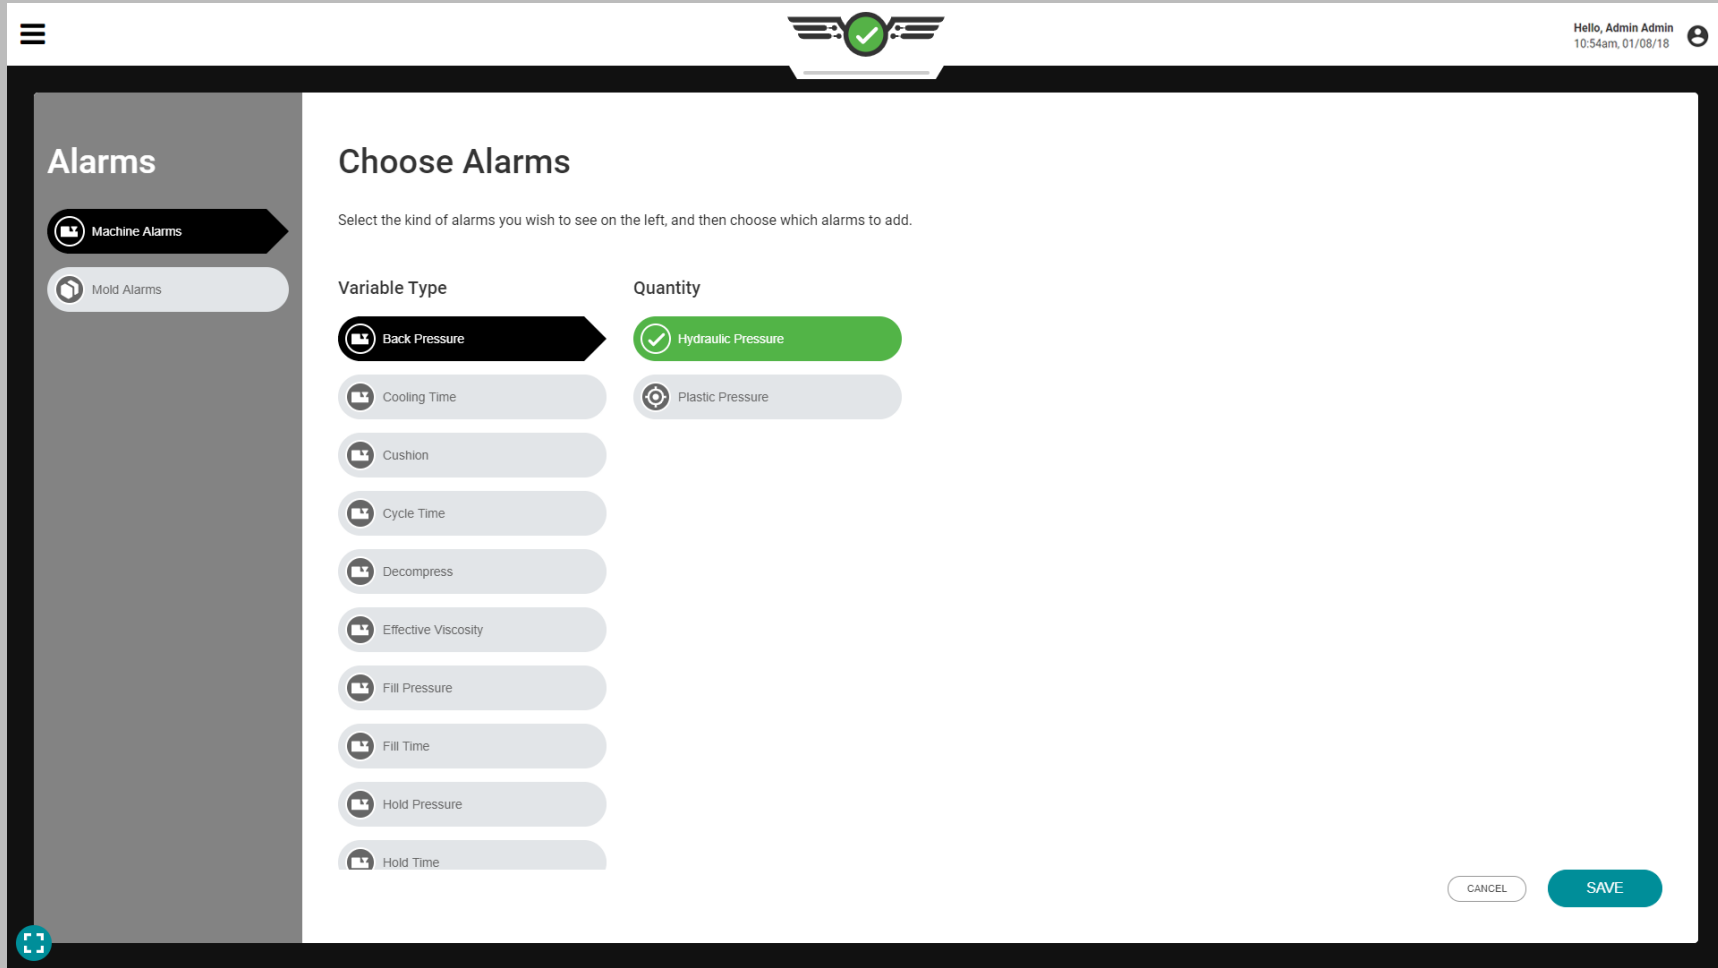 Hello, Admin Admin
10:54am, 01/08/18
Alarms
Machine Alarms
Mold Alarms
Choose Alarms
Select the kind of alarms you wish to see on the left, and then choose which alarms to add.
Variable Type
Back Pressure
Cooling Time
Cushion
Cycle Time
Decompress
Effective Viscosity
Fill Pressure
Fill Time
Hold Pressure
Hold Time
Quantity
Hydraulic Pressure
Plastic Pressure
CANCEL
SAVE